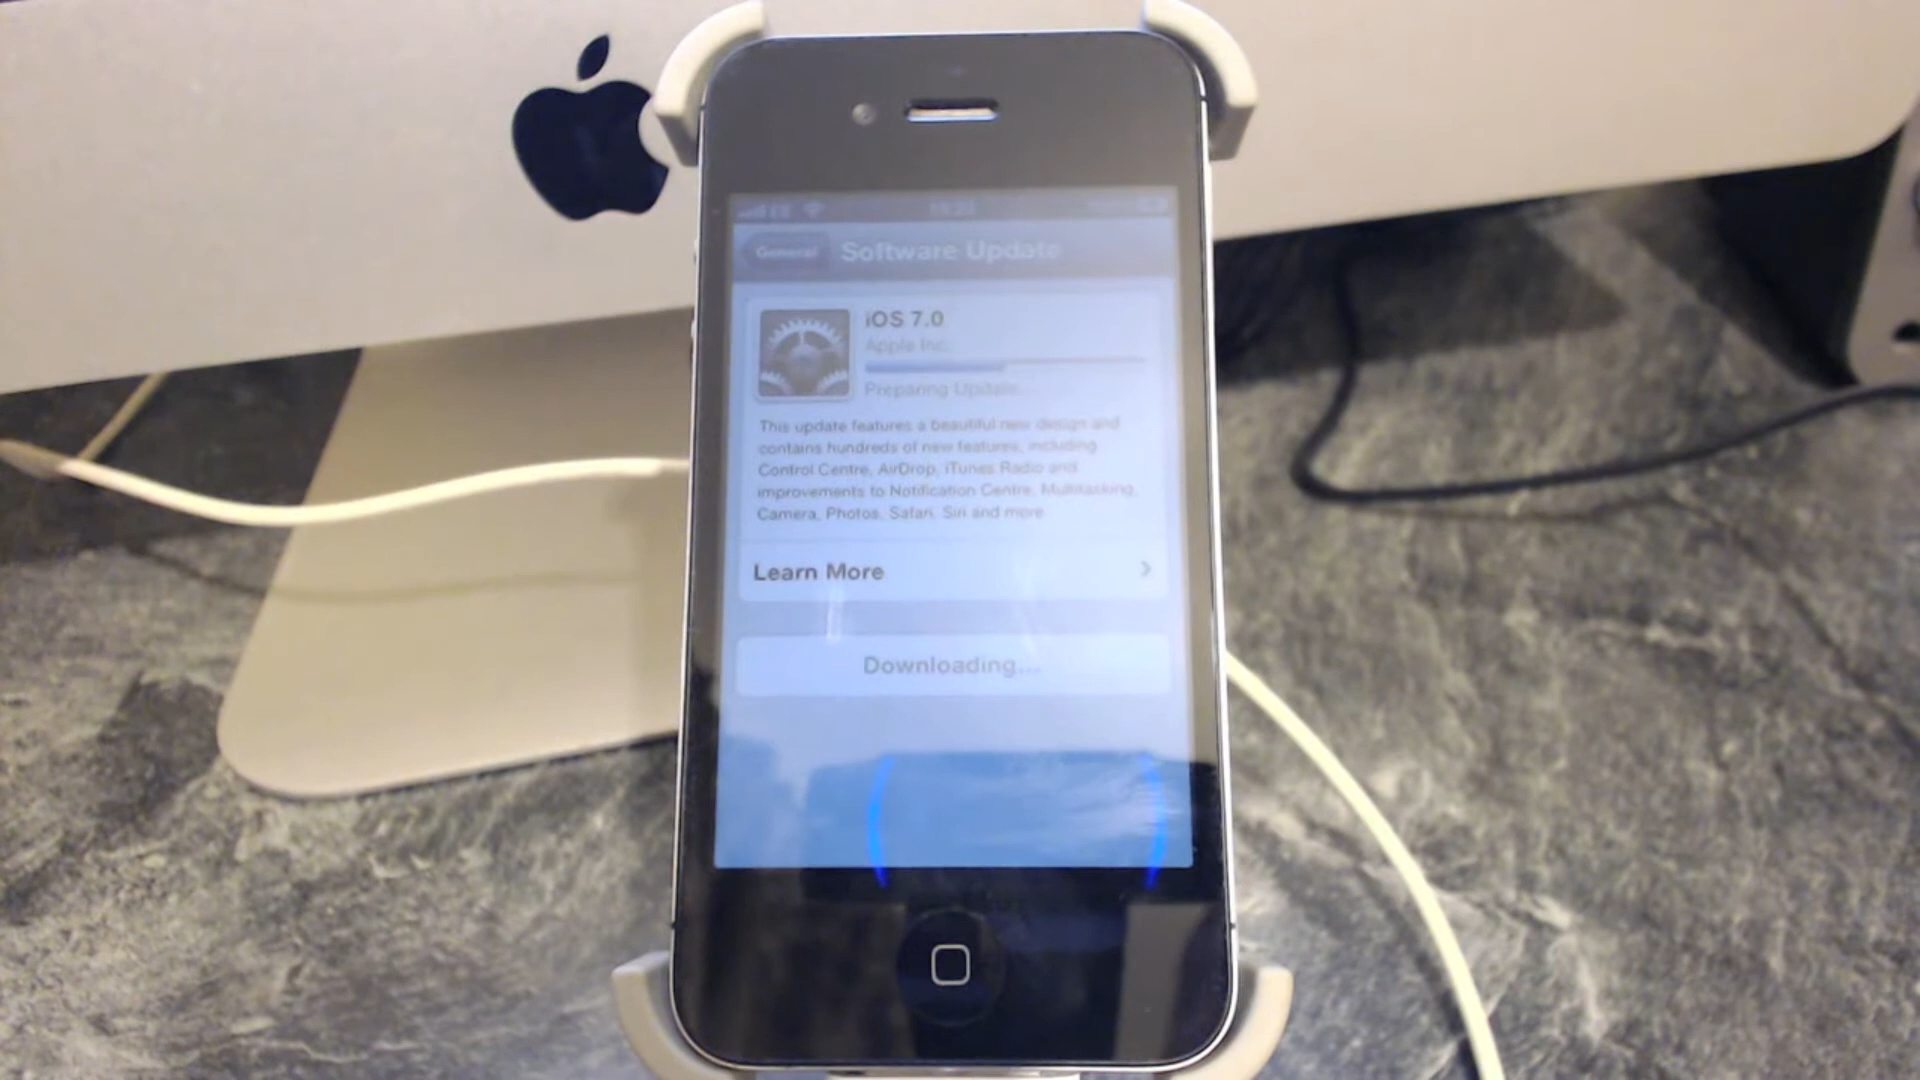 General
Software Update
iOS 7.0
Apple Inc.
Preparing Update...
This update features a beautiful new design and
contains hundreds of new features, including
Control Centre, AirDrop, iTunes Radio and
improvements to Notification Centre, Multitasking,
Camera, Photos, Safari, Siri and more.
Learn More
Downloading...